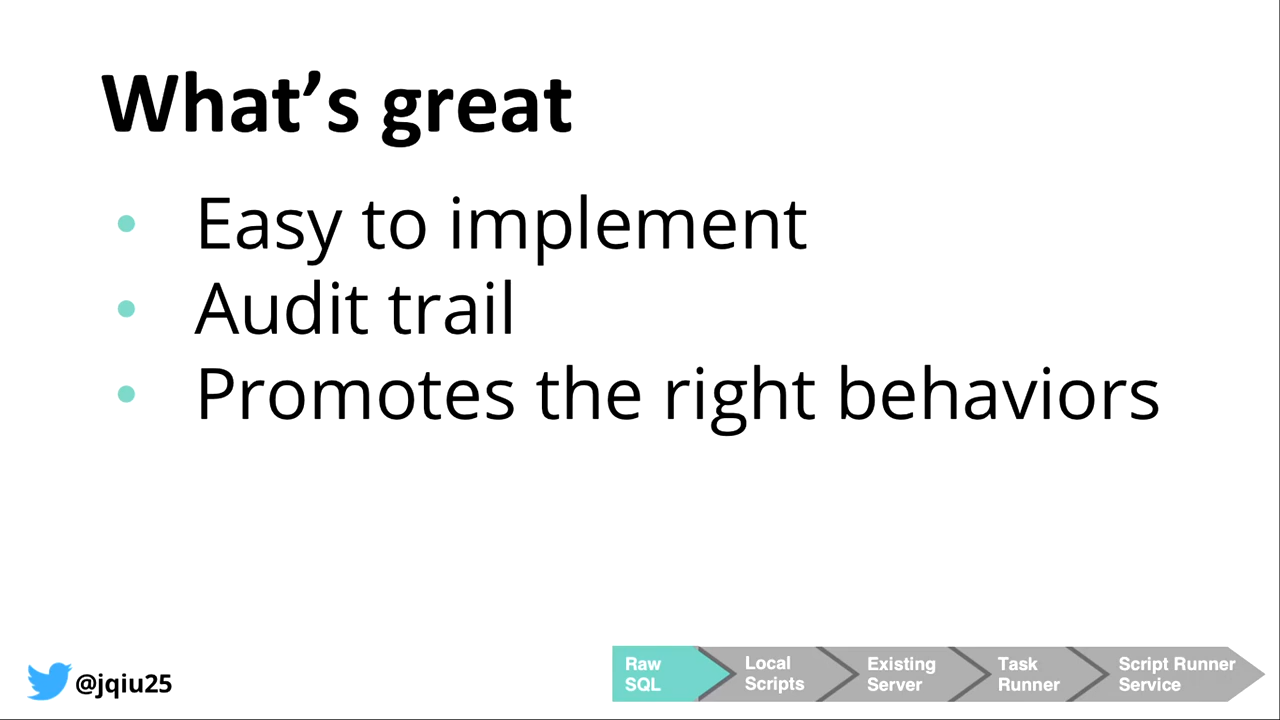 What’s great
• Easy to implement
• Audit trail
• Promotes the right behaviors
@jqiu25
Raw
SQL
Local
Scripts
Existing
Server
Task
Runner
Script Runner
Service